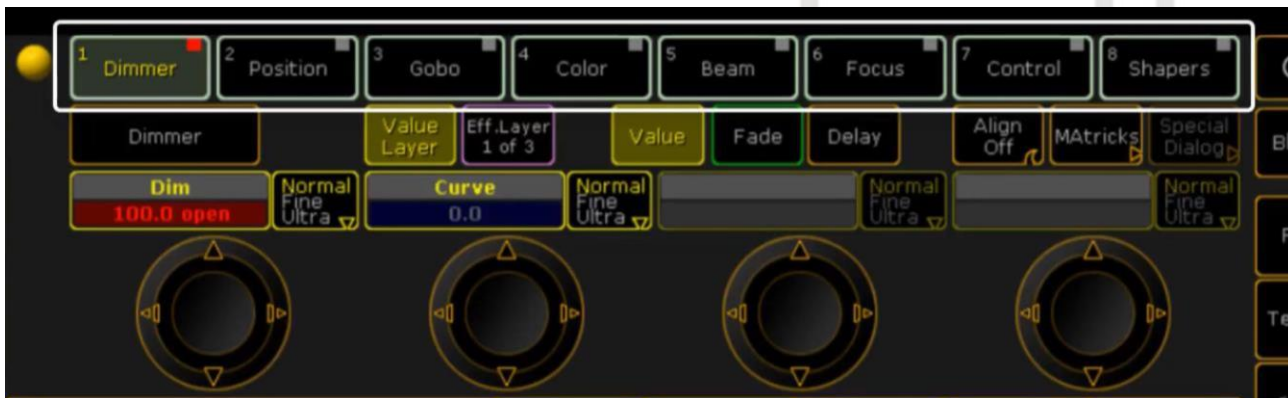 1 Dimmer
2 Position
3 Gobo
4 Color
5 Beam
6 Focus
7 Control
8 Shapers
Dimmer
Value
Layer
Eff.Layer
1 of 3
Value
Fade
Delay
Align
Off
MAtricks
Special
Dialog
Dim
100.0 open
Normal
Fine
Ultra
Curve
0.0
Normal
Fine
Ultra
Normal
Fine
Ultra
Normal
Fine
Ultra